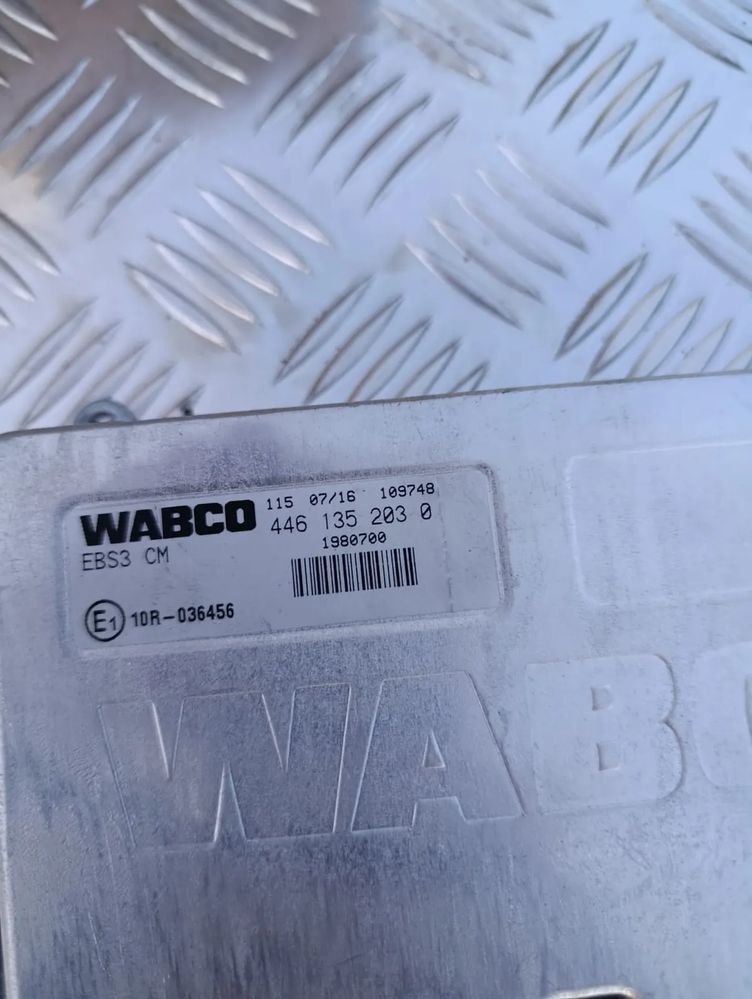 WABCO 115 07/16 109748
446 135 203 0
EBS3 CM 1980700
E1 10R-036456
WABC